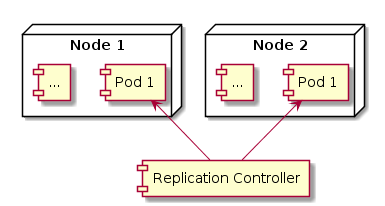 Node 1
... Pod 1
Node 2
... Pod 1
Replication Controller